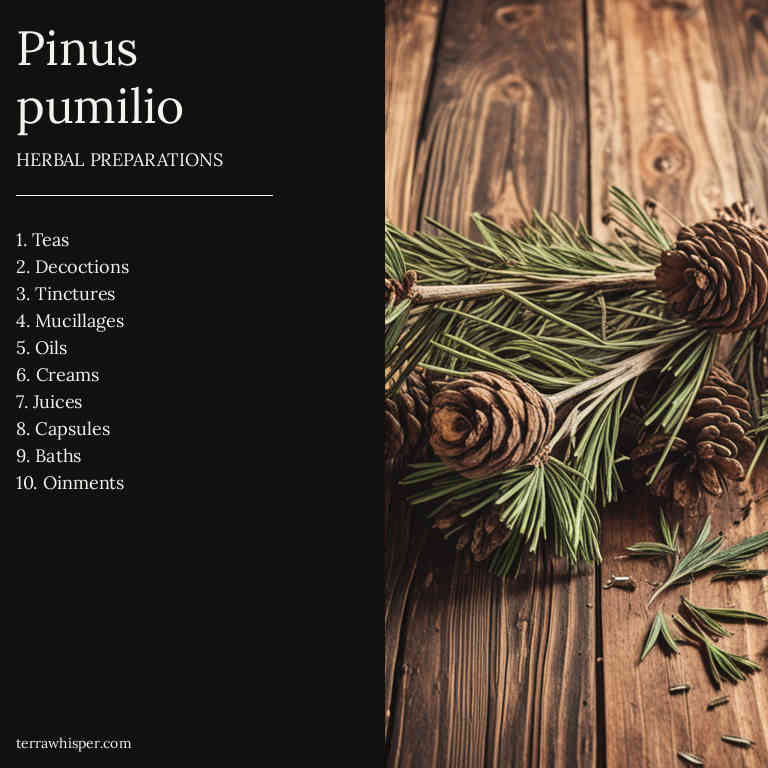 Pinus
pumilio
HERBAL PREPARATIONS
1. Teas
2. Decoctions
3. Tinctures
4. Mucillages
5. Oils
6. Creams
7. Juices
8. Capsules
9. Baths
10. Oinments
terrawhisper.com